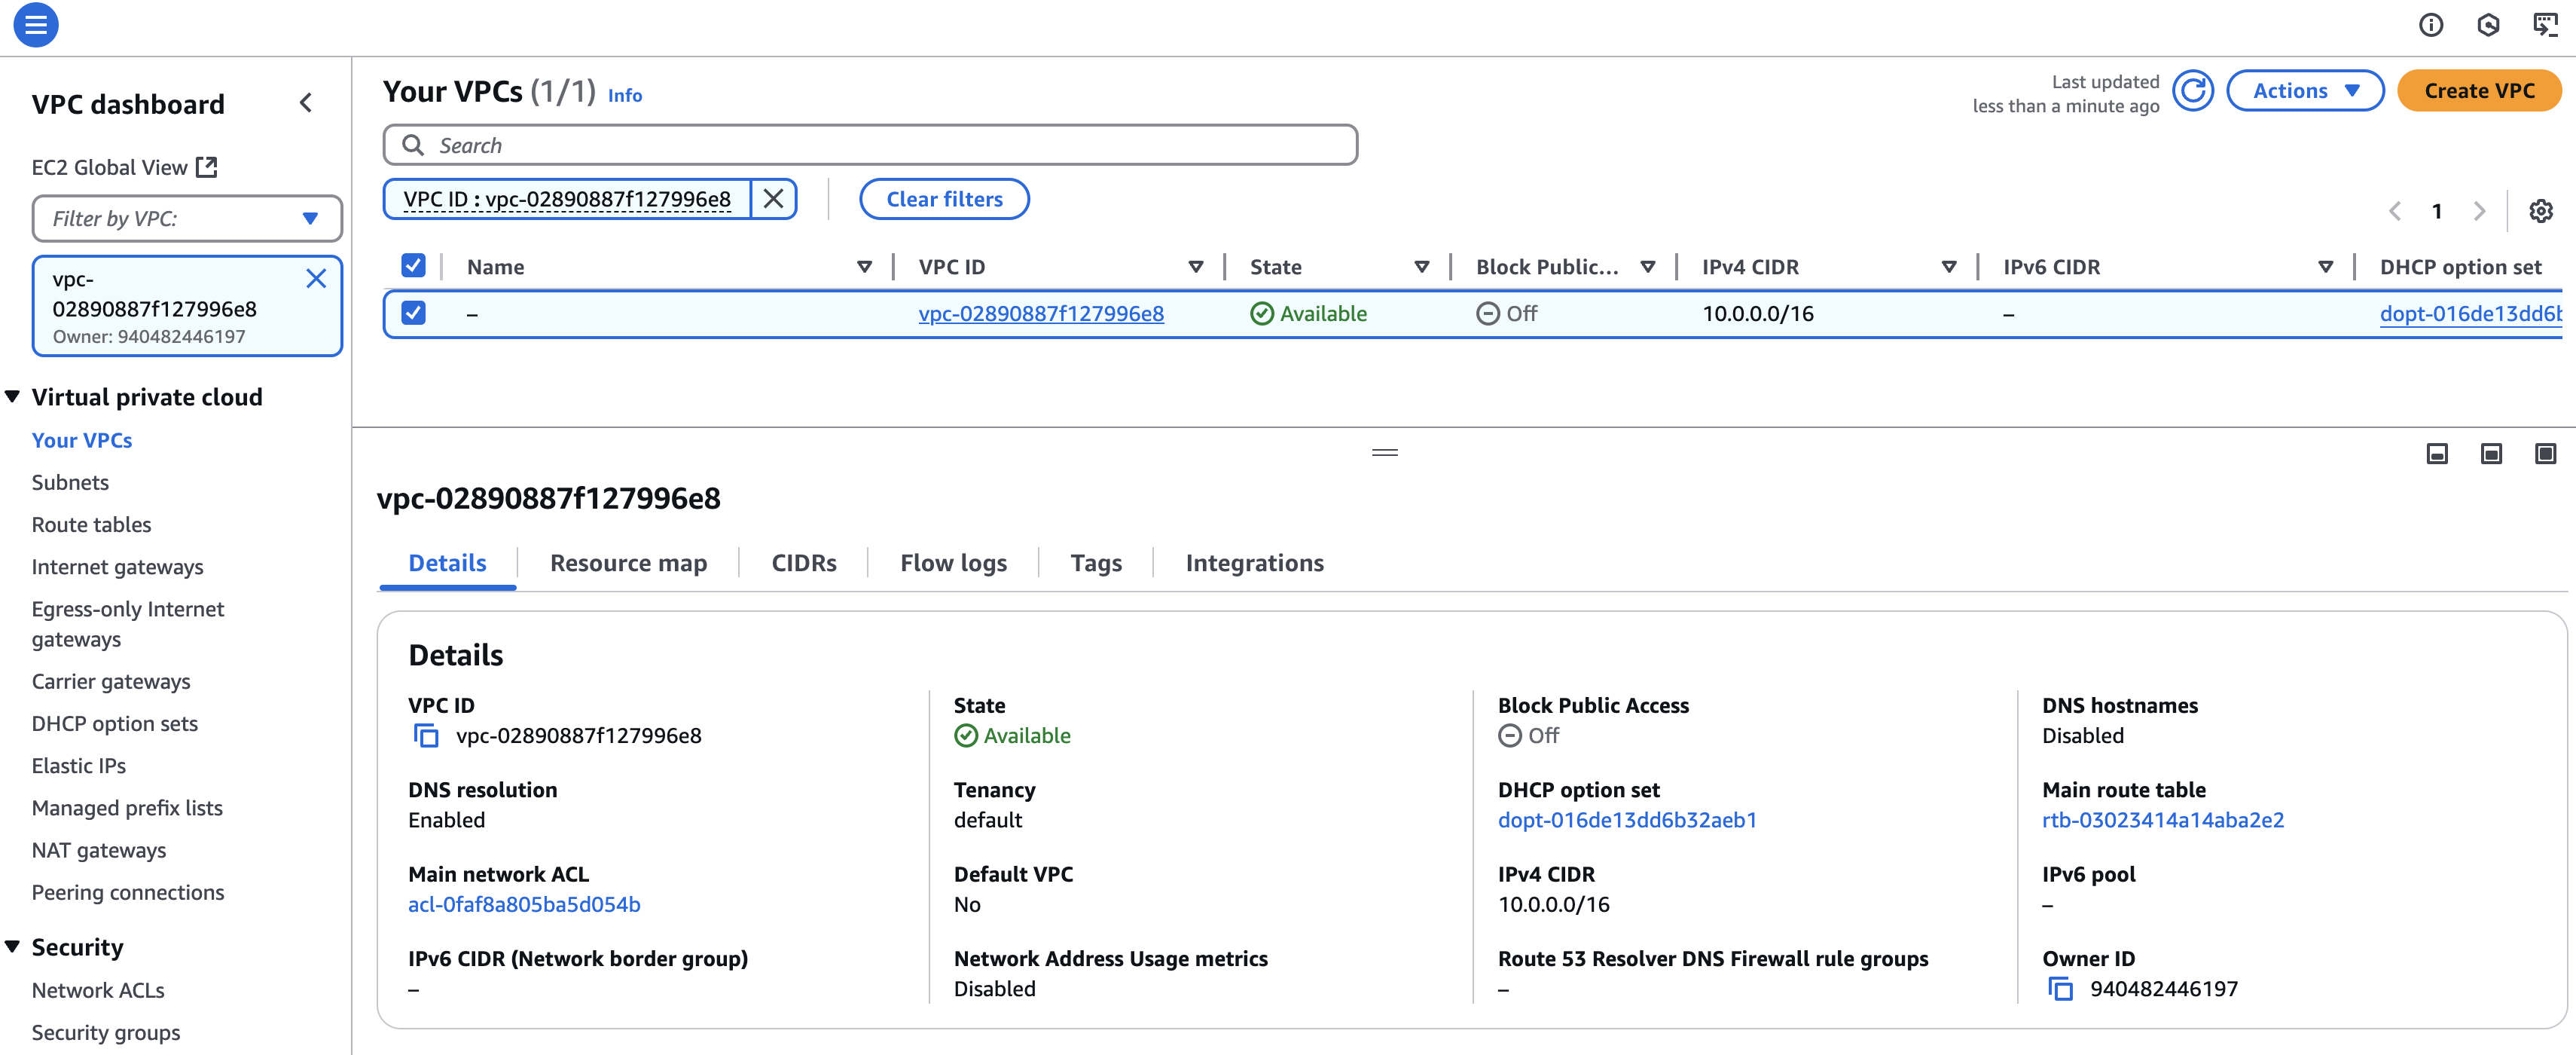 VPC dashboard
EC2 Global View
Filter by VPC:
vpc-
02890887f127996e8
Owner: 940482446197
Virtual private cloud
Your VPCs
Subnets
Route tables
Internet gateways
Egress-only Internet
gateways
Carrier gateways
DHCP option sets
Elastic IPs
Managed prefix lists
NAT gateways
Peering connections
Security
Network ACLs
Security groups
Your VPCs (1/1) Info
Last updated
less than a minute ago
Actions
Create VPC
Search
VPC ID : vpc-02890887f127996e8
Clear filters
1
Name VPC ID State Block Public... IPv4 CIDR IPv6 CIDR DHCP option set
– vpc-02890887f127996e8 Available Off 10.0.0.0/16 – dopt-016de13dd6b
vpc-02890887f127996e8
Details Resource map CIDRs Flow logs Tags Integrations
Details
VPC ID
vpc-02890887f127996e8
State
Available
Block Public Access
Off
DNS hostnames
Disabled
DNS resolution
Enabled
Tenancy
default
DHCP option set
dopt-016de13dd6b32aeb1
Main route table
rtb-03023414a14aba2e2
Main network ACL
acl-0faf8a805ba5d054b
Default VPC
No
IPv4 CIDR
10.0.0.0/16
IPv6 pool
–
IPv6 CIDR (Network border group)
–
Network Address Usage metrics
Disabled
Route 53 Resolver DNS Firewall rule groups
–
Owner ID
940482446197